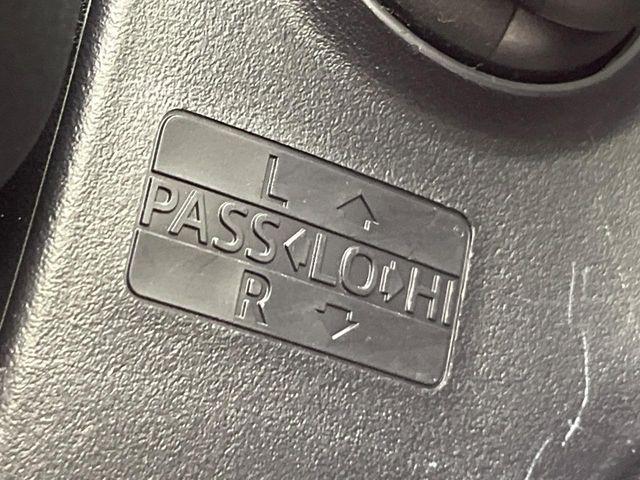 L ↑
PASS<LO⇨HI
R ↓